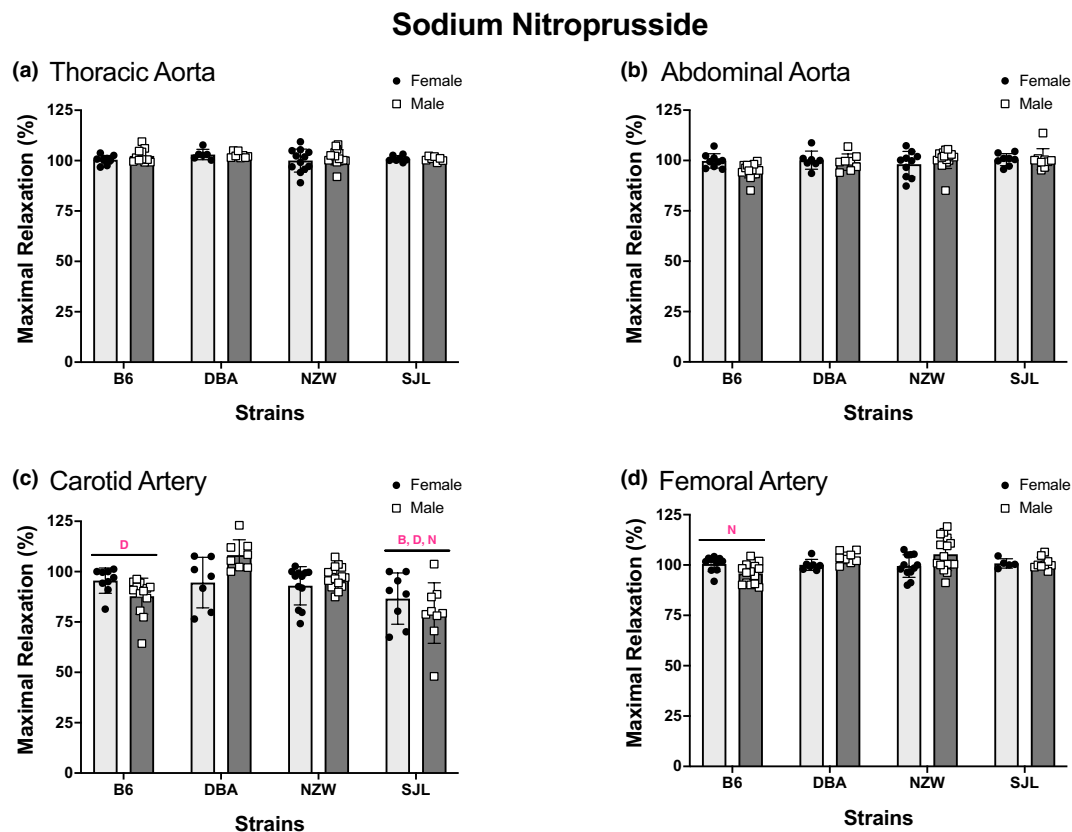 Sodium Nitroprusside
(a) Thoracic Aorta
Female
Male
Maximal Relaxation (%)
125
100
75
50
25
0
B6 DBA NZW SJL
Strains
(b) Abdominal Aorta
Female
Male
Maximal Relaxation (%)
125
100
75
50
25
0
B6 DBA NZW SJL
Strains
(c) Carotid Artery
Female
Male
Maximal Relaxation (%)
125
100
75
50
25
0
D
B, D, N
B6 DBA NZW SJL
Strains
(d) Femoral Artery
Female
Male
Maximal Relaxation (%)
125
100
75
50
25
0
N
B6 DBA NZW SJL
Strains